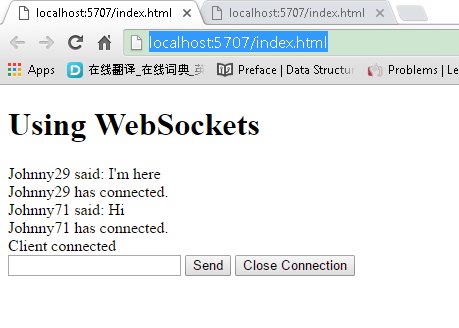 localhost:5707/index.html
localhost:5707/index.html
localhost:5707/index.html
Apps
在线翻译_在线词典_英
Preface | Data Structur
Problems | Le
Using WebSockets
Johnny29 said: I'm here
Johnny29 has connected.
Johnny71 said: Hi
Johnny71 has connected.
Client connected
Send
Close Connection